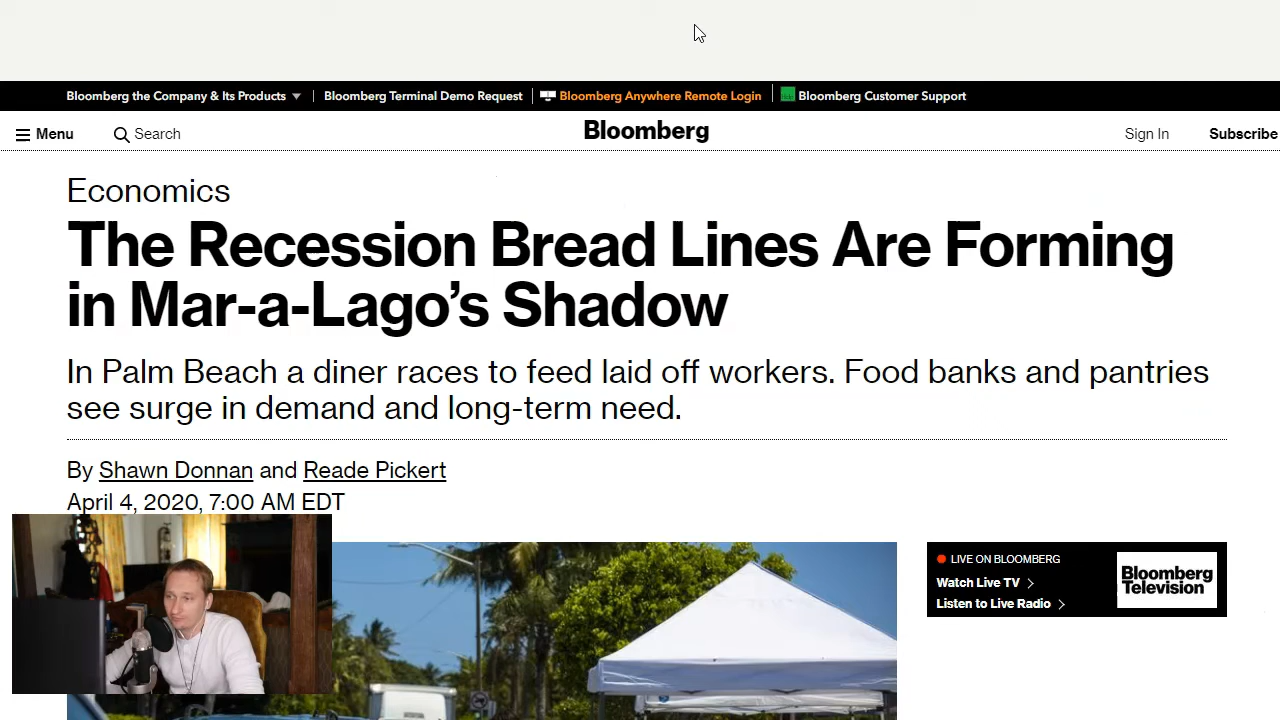 Bloomberg the Company & Its Products
Bloomberg Terminal Demo Request
Bloomberg Anywhere Remote Login
Bloomberg Customer Support
Menu
Search
Bloomberg
Sign In
Subscribe
Economics
The Recession Bread Lines Are Forming
in Mar-a-Lago’s Shadow
In Palm Beach a diner races to feed laid off workers. Food banks and pantries
see surge in demand and long-term need.
By Shawn Donnan and Reade Pickert
April 4, 2020, 7:00 AM EDT
LIVE ON BLOOMBERG
Watch Live TV
Listen to Live Radio
Bloomberg
Television